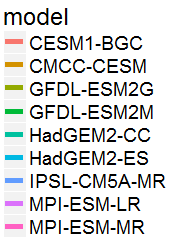 model
CESM1-BGC
CMCC-CESM
GFDL-ESM2G
GFDL-ESM2M
HadGEM2-CC
HadGEM2-ES
IPSL-CM5A-MR
MPI-ESM-LR
MPI-ESM-MR